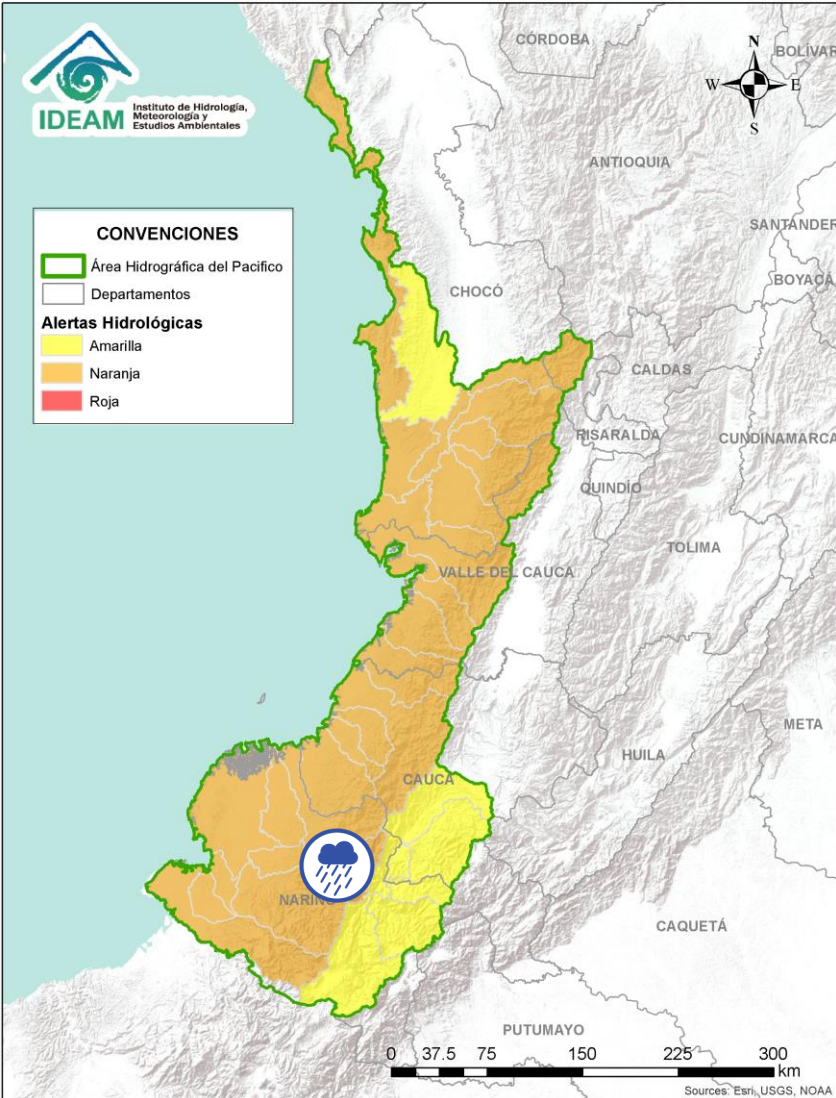 IDEAM
Instituto de Hidrología,
Meteorología y
Estudios Ambientales
CÓRDOBA
BOLÍVAR
N
W
E
S
ANTIOQUIA
SANTANDER
BOYACÁ
CONVENCIONES
Área Hidrográfica del Pacifico
Departamentos
Alertas Hidrológicas
Amarilla
Naranja
Roja
CHOCÓ
CALDAS
RISARALDA
CUNDINAMARCA
QUINDÍO
TOLIMA
VALLE DEL CAUCA
META
HUILA
CAUCA
NARIÑO
CAQUETÁ
PUTUMAYO
0 37.5 75 150 225 300
km
Sources: Esri, USGS, NOAA